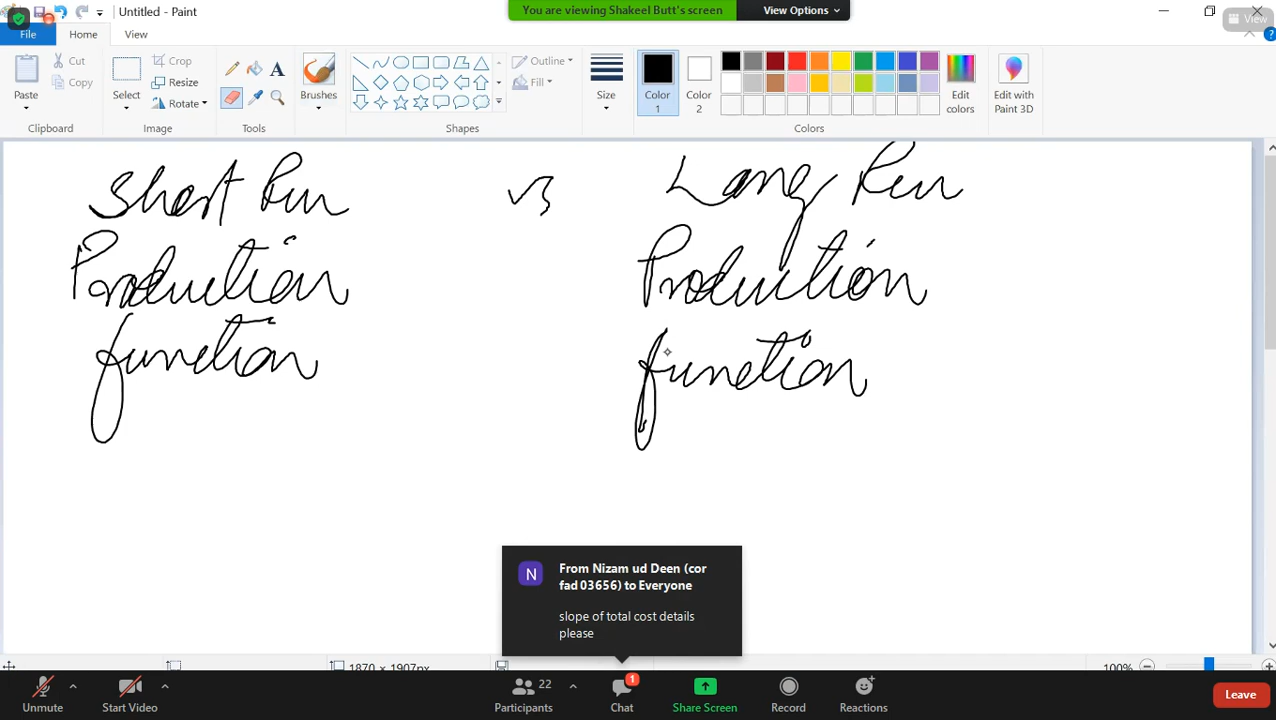 Untitled - Paint
You are viewing Shakeel Butt's screen
View Options
View
File
Home
View
Paste
Cut
Copy
Clipboard
Select
Crop
Resize
Rotate
Image
Tools
Brushes
Outline
Fill
Shapes
Size
Color 1
Color 2
Colors
Edit colors
Edit with Paint 3D
Short Run vs Long Run
Production Production
function function
N
From Nizam ud Deen (cor
fad 03656) to Everyone
slope of total cost details
please
1870 × 1907px
100%
Unmute
Start Video
22
Participants
1
Chat
Share Screen
Record
Reactions
Leave